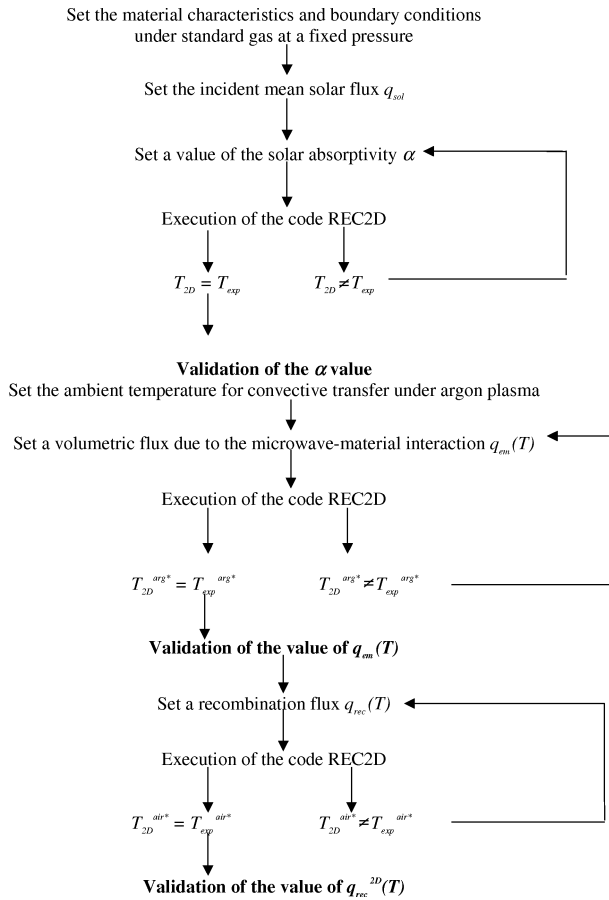 Set the material characteristics and boundary conditions
under standard gas at a fixed pressure
Set the incident mean solar flux q_sol
Set a value of the solar absorptivity α
Execution of the code REC2D
T_2D = T_exp T_2D ≠ T_exp
Validation of the α value
Set the ambient temperature for convective transfer under argon plasma
Set a volumetric flux due to the microwave-material interaction q_em(T)
Execution of the code REC2D
T_2D^arg* = T_exp^arg* T_2D^arg* ≠ T_exp^arg*
Validation of the value of q_em(T)
Set a recombination flux q_rec(T)
Execution of the code REC2D
T_2D^air* = T_exp^air* T_2D^air* ≠ T_exp^air*
Validation of the value of q_rec^2D(T)